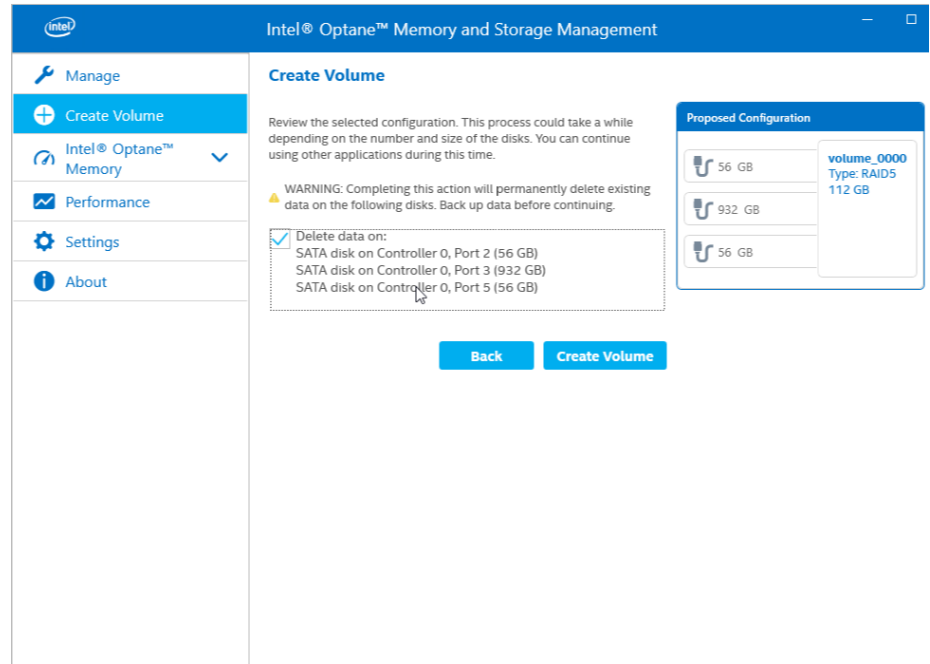 intel
Intel® Optane™ Memory and Storage Management
Manage
Create Volume
Intel® Optane™
Memory
Performance
Settings
About
Create Volume
Review the selected configuration. This process could take a while
depending on the number and size of the disks. You can continue
using other applications during this time.
WARNING: Completing this action will permanently delete existing
data on the following disks. Back up data before continuing.
Delete data on:
SATA disk on Controller 0, Port 2 (56 GB)
SATA disk on Controller 0, Port 3 (932 GB)
SATA disk on Controller 0, Port 5 (56 GB)
Back
Create Volume
Proposed Configuration
56 GB
932 GB
56 GB
volume_0000
Type: RAID5
112 GB